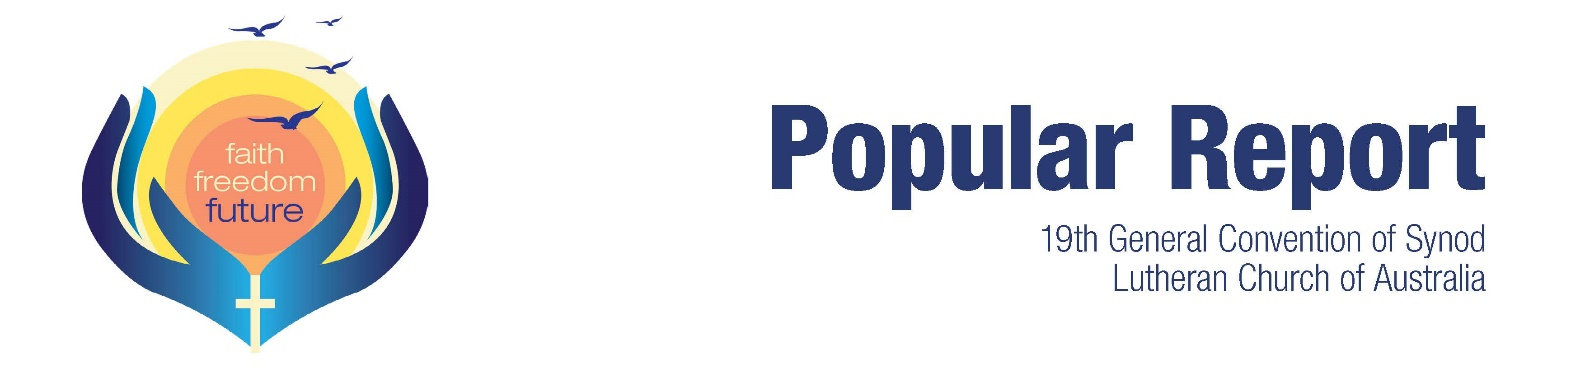 faith
freedom
future
Popular Report
19th General Convention of Synod
Lutheran Church of Australia